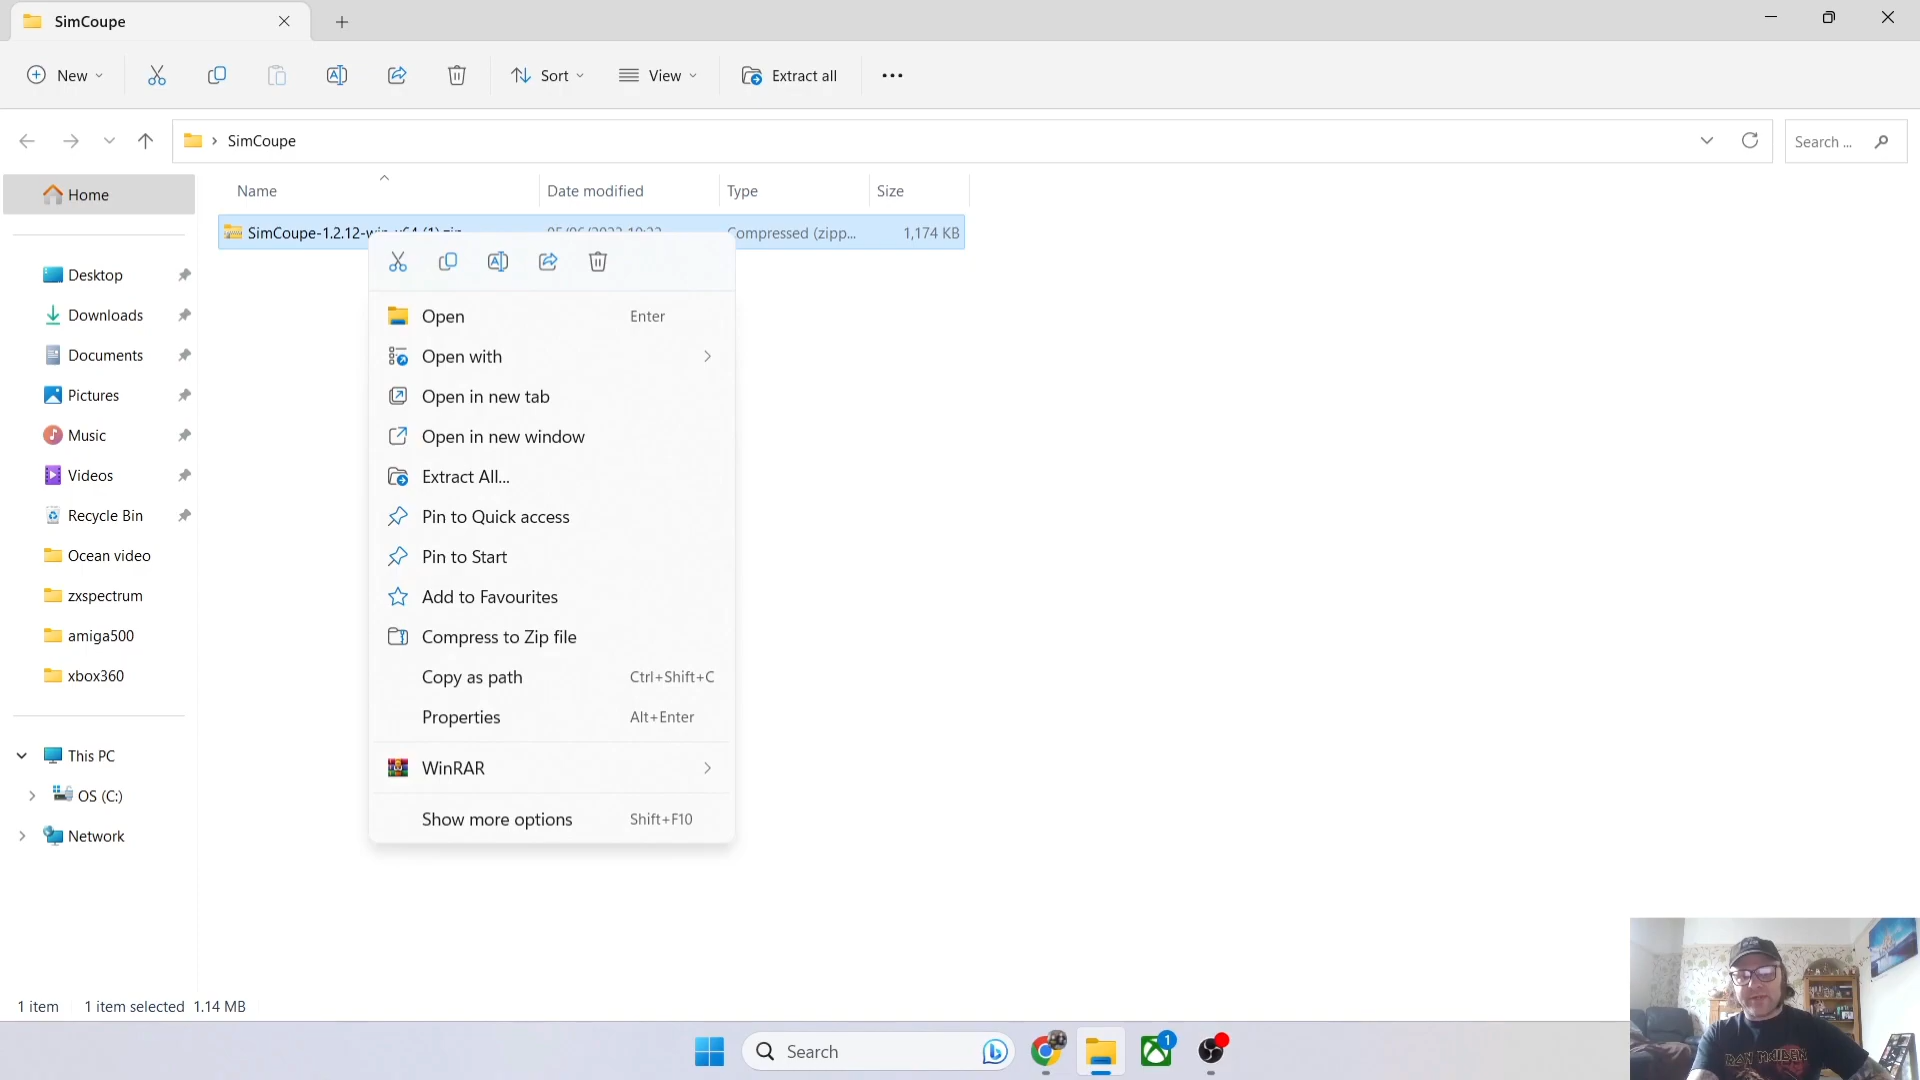 SimCoupe
New
Sort
View
Extract all
SimCoupe
Search ...
Name
Date modified
Type
Size
SimCoupe-1.2.12-win-x64 (1).zip
05/06/2023 10:22
Compressed (zipp...
1,174 KB
Home
Desktop
Downloads
Documents
Pictures
Music
Videos
Recycle Bin
Ocean video
zxspectrum
amiga500
xbox360
This PC
OS (C:)
Network
Open Enter
Open with
Open in new tab
Open in new window
Extract All...
Pin to Quick access
Pin to Start
Add to Favourites
Compress to Zip file
Copy as path Ctrl+Shift+C
Properties Alt+Enter
WinRAR
Show more options Shift+F10
1 item 1 item selected 1.14 MB
Search
1
IRON MAIDEN